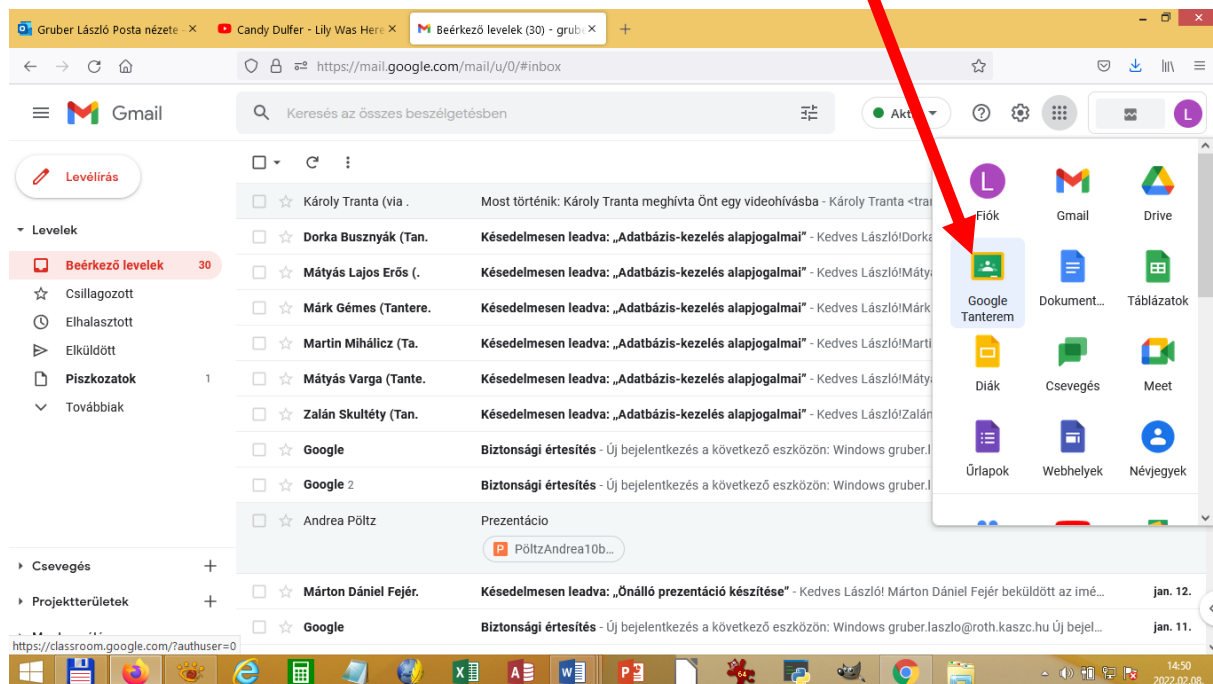 Gruber László Posta nézete -
Candy Dulfer - Lily Was Here
Beérkező levelek (30) - grube
https://mail.google.com/mail/u/0/#inbox
Gmail
Keresés az összes beszélgetésben
L
Levélírás
Levelek
Beérkező levelek 30
Csillagozott
Elhalasztott
Elküldött
Piszkozatok 1
Továbbiak
Csevegés
Projektterületek
Károly Tranta (via . Most történik: Károly Tranta meghívta Önt egy videohívásba - Károly Tranta <trar
Dorka Busznyák (Tan. Késedelmesen leadva: „Adatbázis-kezelés alapjogalmai” - Kedves László!Dorka
Mátyás Lajos Erős (. Késedelmesen leadva: „Adatbázis-kezelés alapjogalmai” - Kedves László!Mátya
Márk Gémes (Tantere. Késedelmesen leadva: „Adatbázis-kezelés alapjogalmai” - Kedves László!Márk
Martin Mihálicz (Ta. Késedelmesen leadva: „Adatbázis-kezelés alapjogalmai” - Kedves László!Marti
Mátyás Varga (Tante. Késedelmesen leadva: „Adatbázis-kezelés alapjogalmai” - Kedves László!Mátya
Zalán Skultéty (Tan. Késedelmesen leadva: „Adatbázis-kezelés alapjogalmai” - Kedves László!Zalán
Google Biztonsági értesítés - Új bejelentkezés a következő eszközön: Windows gruber.l
Google 2 Biztonsági értesítés - Új bejelentkezés a következő eszközön: Windows gruber.l
Andrea Pöltz Prezentácio
P PöltzAndrea10b...
Márton Dániel Fejér. Késedelmesen leadva: „Önálló prezentáció készítése” - Kedves László! Márton Dániel Fejér beküldött az imé... jan. 12.
Google Biztonsági értesítés - Új bejelentkezés a következő eszközön: Windows gruber.laszlo@roth.kaszc.hu Új bejel... jan. 11.
L
Fiók Gmail Drive
Google Dokument... Táblázatok
Tanterem
Diák Csevegés Meet
Űrlapok Webhelyek Névjegyek
https://classroom.google.com/?authuser=0
64
14:50
2022.02.08.